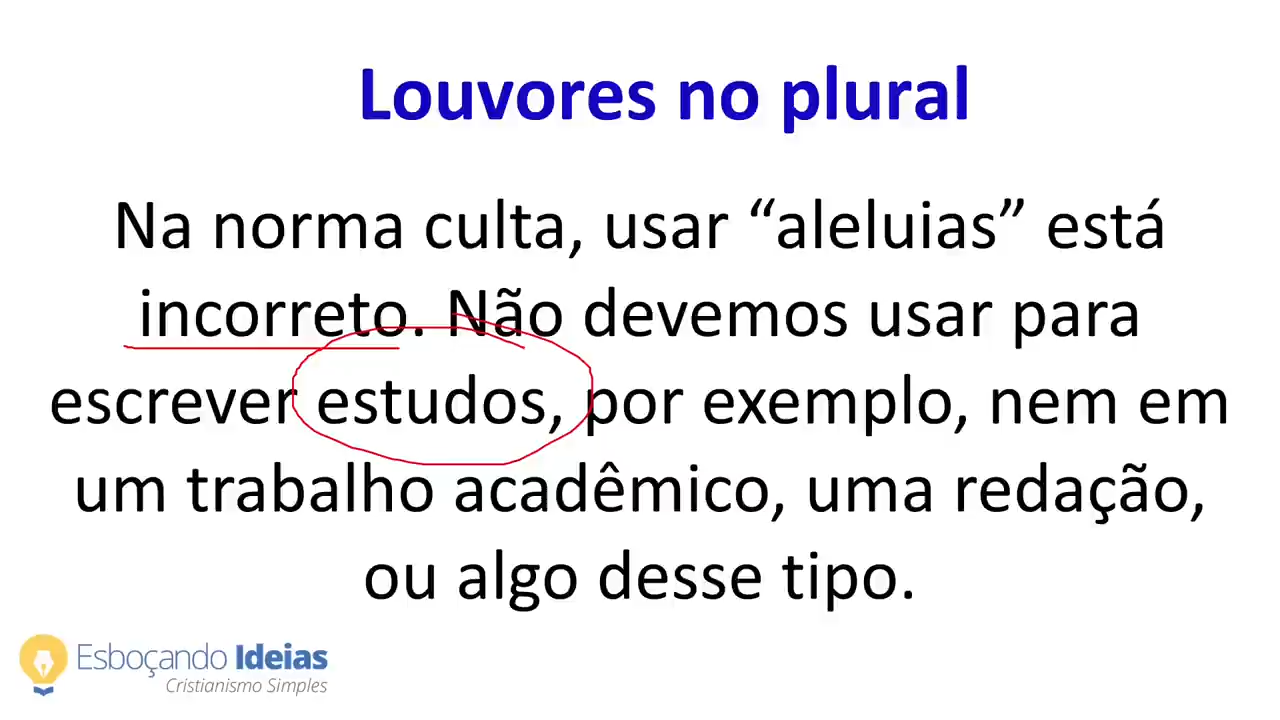 Louvores no plural
Na norma culta, usar “aleluias” está
incorreto. Não devemos usar para
escrever estudos, por exemplo, nem em
um trabalho acadêmico, uma redação,
ou algo desse tipo.
Esboçando Ideias
Cristianismo Simples